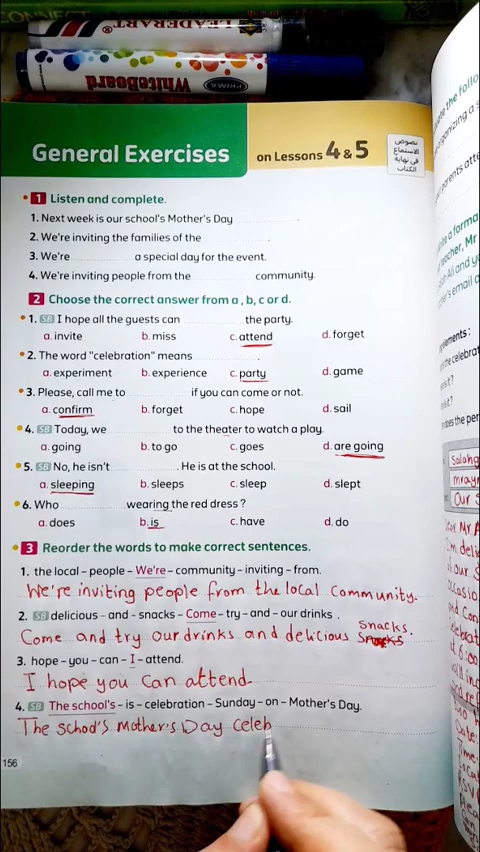 CONNECT
LEADERART®
WhiteBoard PRIMA
General Exercises on Lessons 4 & 5
نصوص
الاستماع
في نهاية
الكتاب
1 Listen and complete.
1. Next week is our school's Mother's Day .
2. We're inviting the families of the .
3. We're a special day for the event.
4. We're inviting people from the community.
2 Choose the correct answer from a, b, c or d.
1. SB I hope all the guests can the party.
a. invite b. miss c. attend d. forget
2. The word "celebration" means .
a. experiment b. experience c. party d. game
3. Please, call me to if you can come or not.
a. confirm b. forget c. hope d. sail
4. SB Today, we to the theater to watch a play.
a. going b. to go c. goes d. are going
5. SB No, he isn't . He is at the school.
a. sleeping b. sleeps c. sleep d. slept
6. Who wearing the red dress ?
a. does b. is c. have d. do
3 Reorder the words to make correct sentences.
1. the local – people – We're – community – inviting – from.
We're inviting people from the local community.
2. SB delicious – and – snacks – Come – try – and – our drinks .
snacks.
Come and try our drinks and delicious
3. hope – you – can – I – attend.
I hope you can attend.
4. SB The school's – is – celebration – Sunday – on – Mother's Day.
The school's Mother's Day celeb
156